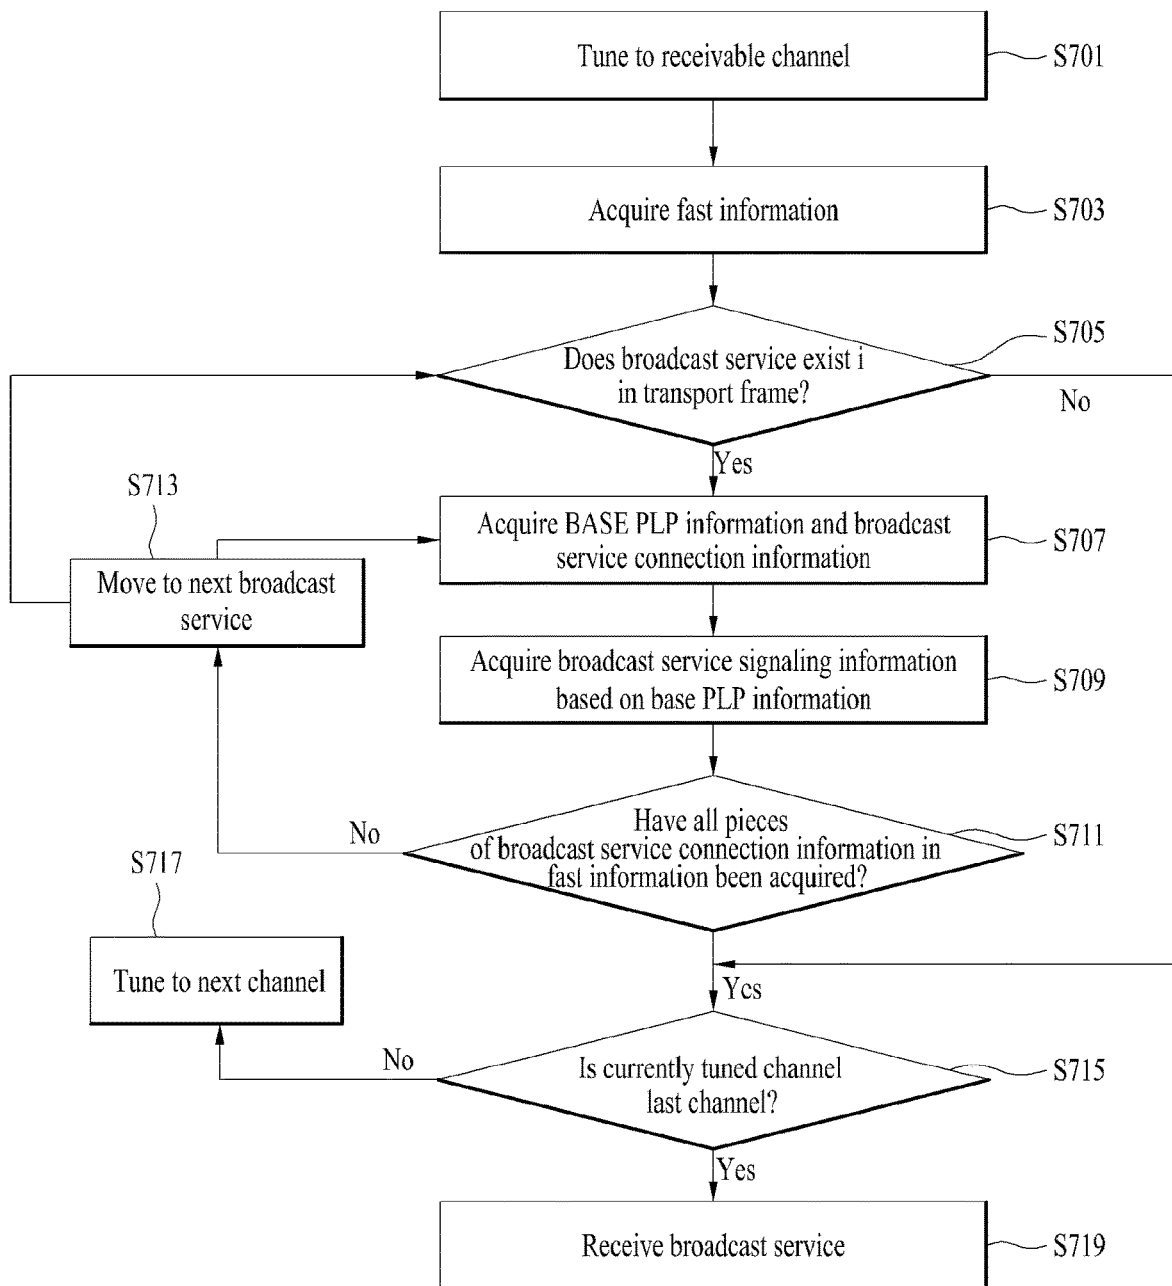 Tune to receivable channel
S701
Acquire fast information
S703
S705
Does broadcast service exist i
in transport frame?
No
Yes
S713
Acquire BASE PLP information and broadcast
service connection information
S707
Move to next broadcast
service
Acquire broadcast service signaling information
based on base PLP information
S709
Have all pieces
of broadcast service connection information in
fast information been acquired?
S711
No
S717
Tune to next channel
Yes
No
Is currently tuned channel
last channel?
S715
Yes
Receive broadcast service
S719